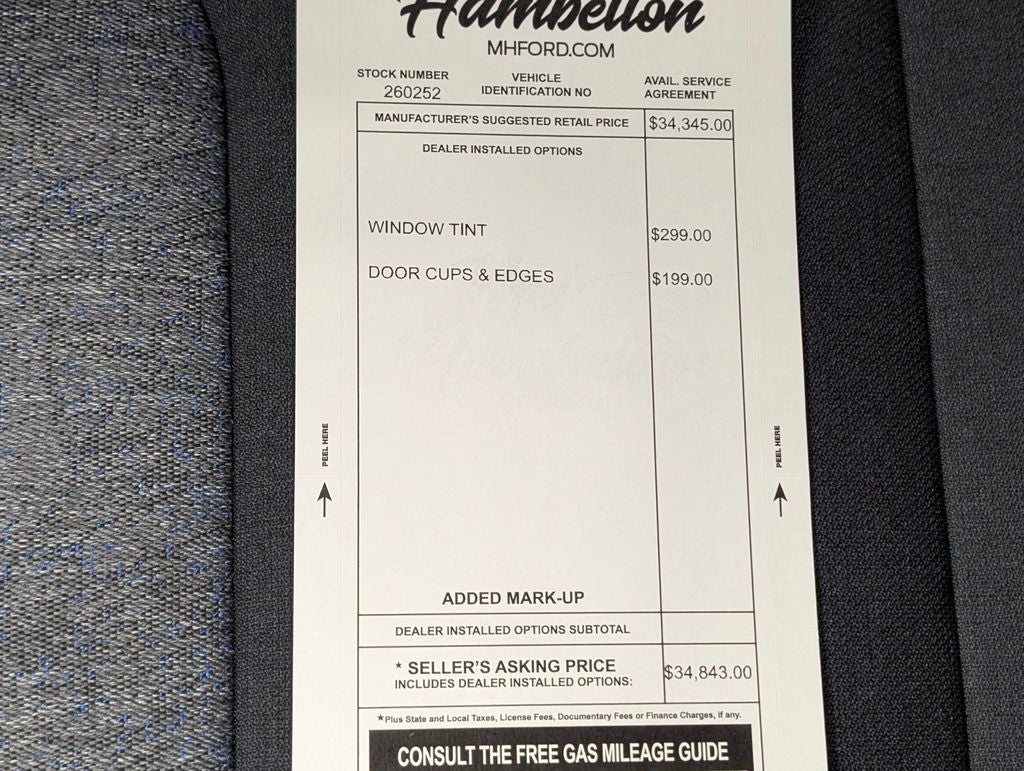 Hambelton
MHFORD.COM
STOCK NUMBER
260252
VEHICLE
IDENTIFICATION NO
AVAIL. SERVICE
AGREEMENT
MANUFACTURER'S SUGGESTED RETAIL PRICE $34,345.00
DEALER INSTALLED OPTIONS
WINDOW TINT $299.00
DOOR CUPS & EDGES $199.00
PEEL HERE
PEEL HERE
ADDED MARK-UP
DEALER INSTALLED OPTIONS SUBTOTAL
* SELLER'S ASKING PRICE
INCLUDES DEALER INSTALLED OPTIONS: $34,843.00
*Plus State and Local Taxes, License Fees, Documentary Fees or Finance Charges, if any.
CONSULT THE FREE GAS MILEAGE GUIDE